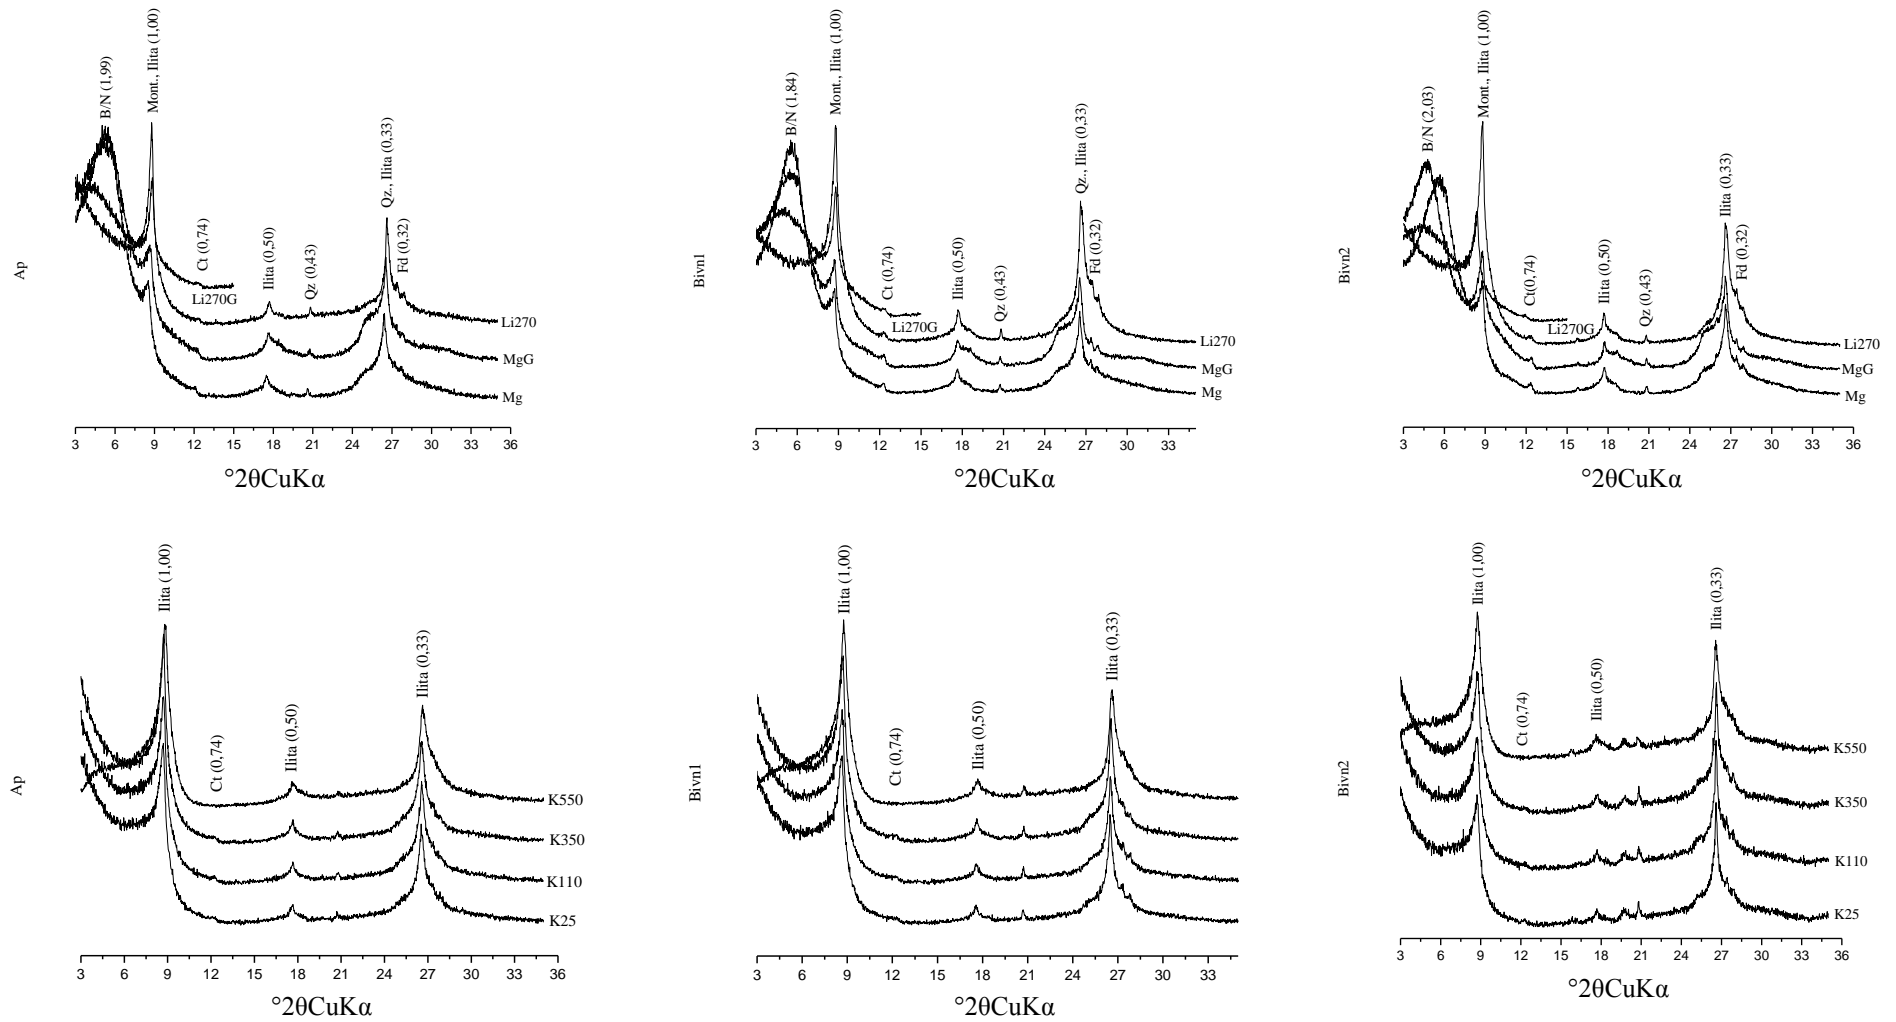 Ap
B/N (1,99)
Mont., Ilita (1,00)
Ct (0,74)
Ilita (0,50)
Qz (0,43)
Qz., Ilita (0,33)
Fd (0,32)
Li270G
Li270
MgG
Mg
3 6 9 12 15 18 21 24 27 30 33 36
°2θCuKα
Bivn1
B/N (1,84)
Mont., Ilita (1,00)
Ct (0,74)
Ilita (0,50)
Qz (0,43)
Qz., Ilita (0,33)
Fd (0,32)
Li270G
Li270
MgG
Mg
3 6 9 12 15 18 21 24 27 30 33
°2θCuKα
Bivn2
B/N (2,03)
Mont., Ilita (1,00)
Ct(0,74)
Ilita (0,50)
Qz (0,43)
Ilita (0,33)
Fd (0,32)
Li270G
Li270
MgG
Mg
3 6 9 12 15 18 21 24 27 30 33 36
°2θCuKα
Ap
Ilita (1,00)
Ct (0,74)
Ilita (0,50)
Ilita (0,33)
K550
K350
K110
K25
3 6 9 12 15 18 21 24 27 30 33 36
°2θCuKα
Bivn1
Ilita (1,00)
Ct (0,74)
Ilita (0,50)
Ilita (0,33)
3 6 9 12 15 18 21 24 27 30 33
°2θCuKα
Bivn2
Ilita (1,00)
Ct (0,74)
Ilita (0,50)
Ilita (0,33)
K550
K350
K110
K25
3 6 9 12 15 18 21 24 27 30 33 36
°2θCuKα